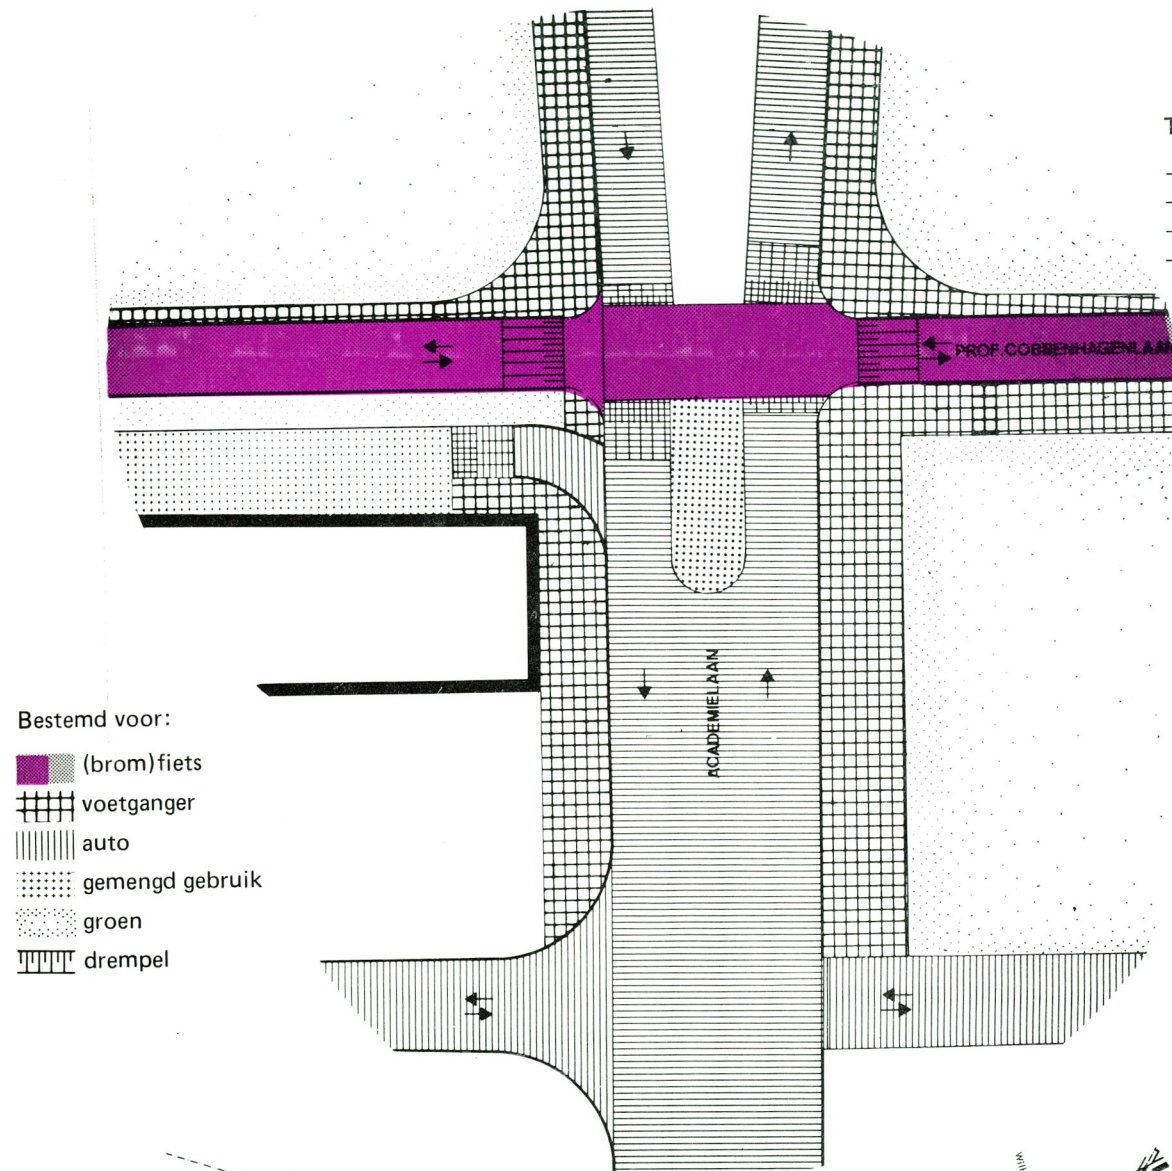 PROF. COBBENHAGENLAAN
ACADEMIELAAN
Bestemd voor:
(brom)fiets
voetganger
auto
gemengd gebruik
groen
drempel